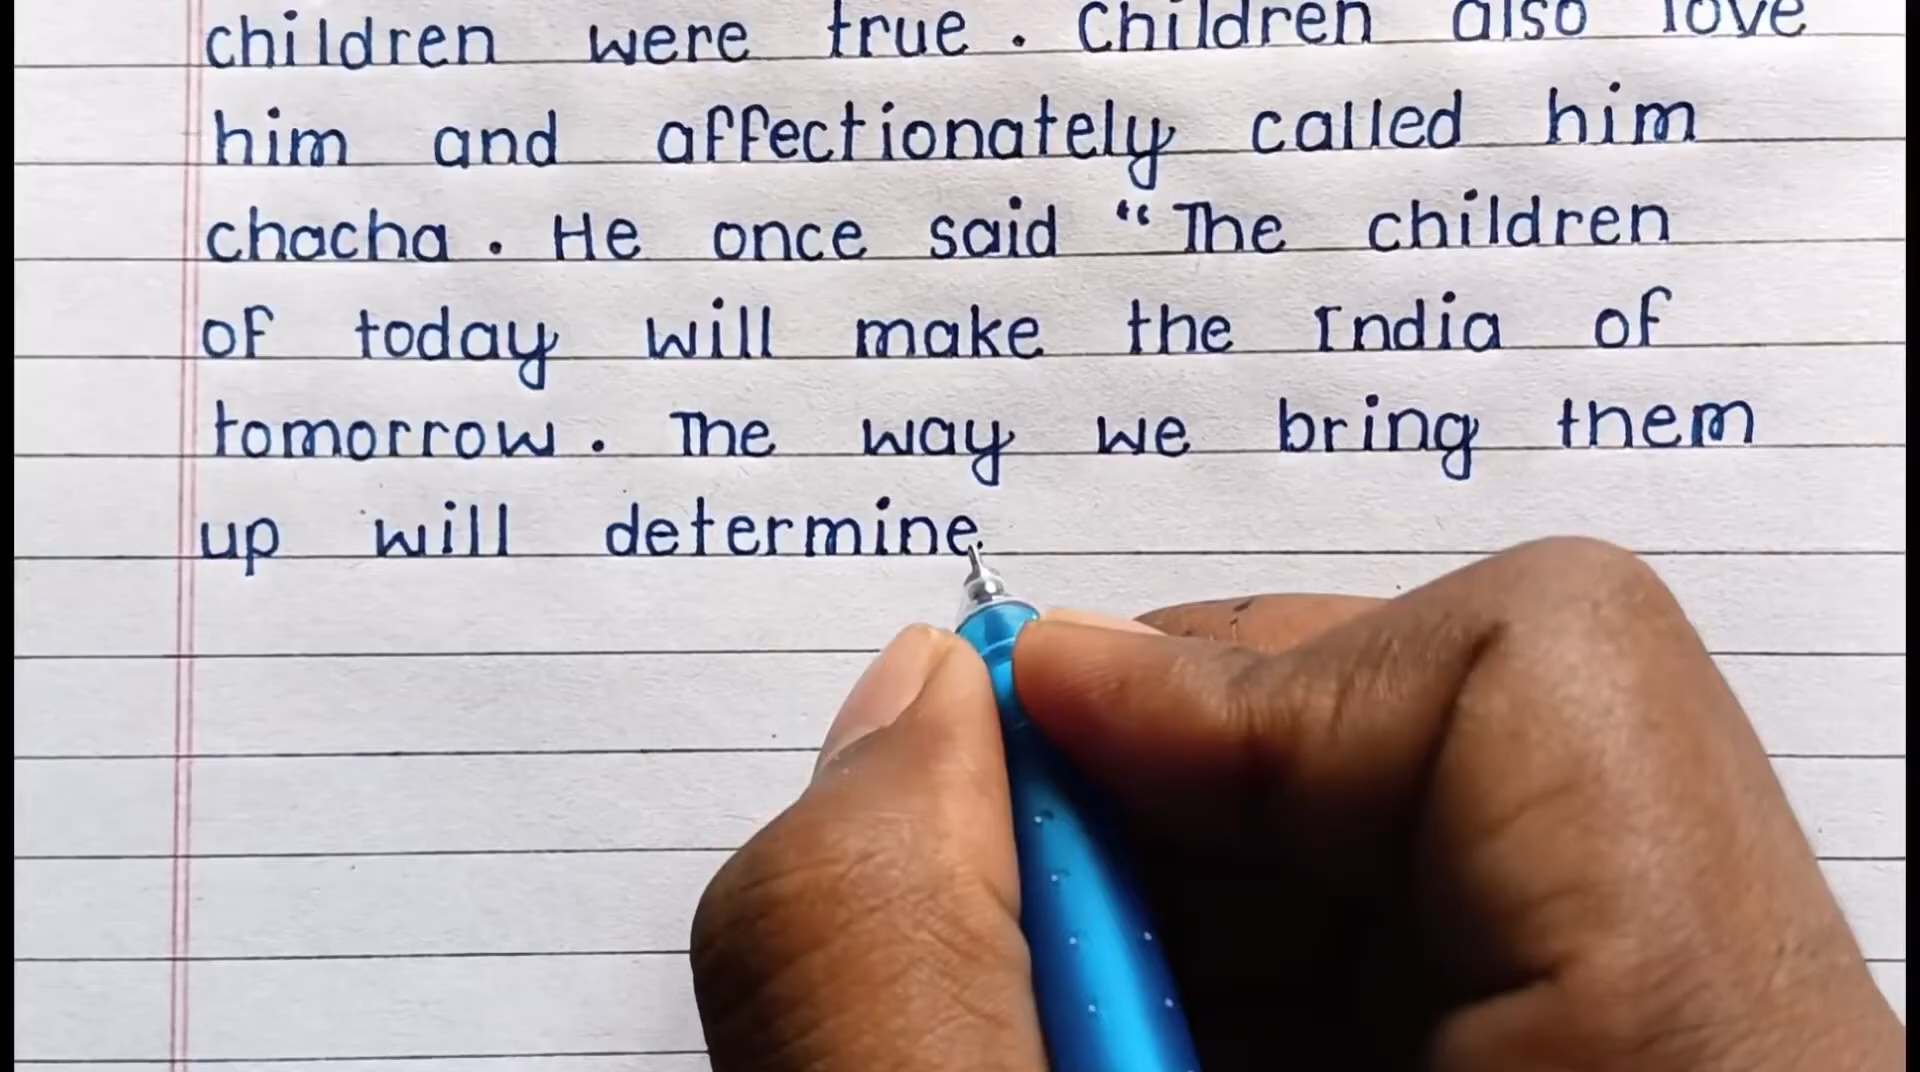 children were true. Children also love
him and affectionately called him
chacha. He once said “The children
of today will make the India of
tomorrow. The way we bring them
up will determine